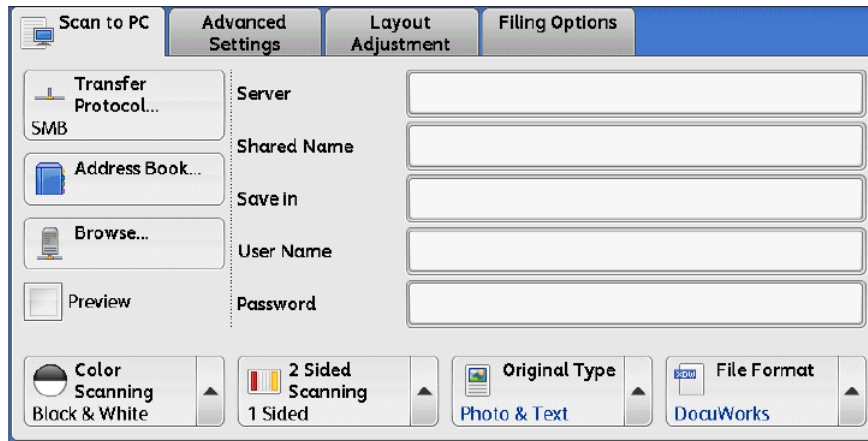 Scan to PC
Advanced
Settings
Layout
Adjustment
Filing Options
Transfer
Protocol...
SMB
Address Book...
Browse...
Preview
Server
Shared Name
Save in
User Name
Password
Color
Scanning
Black & White
2 Sided
Scanning
1 Sided
Original Type
Photo & Text
XDW
File Format
DocuWorks